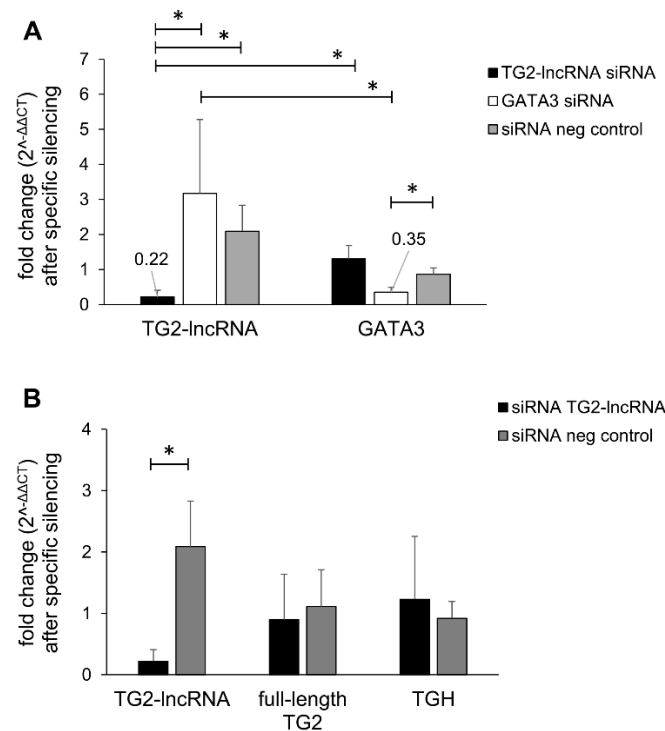 A
*
*
*
*
*
7
6
5
4
3
2
1
0
fold change (2^-ΔΔCT)
after specific silencing
0.22
0.35
TG2-lncRNA
GATA3
TG2-lncRNA siRNA
GATA3 siRNA
siRNA neg control
B
*
4
3
2
1
0
fold change (2^-ΔΔCT)
after specific silencing
TG2-lncRNA
full-length
TG2
TGH
siRNA TG2-lncRNA
siRNA neg control